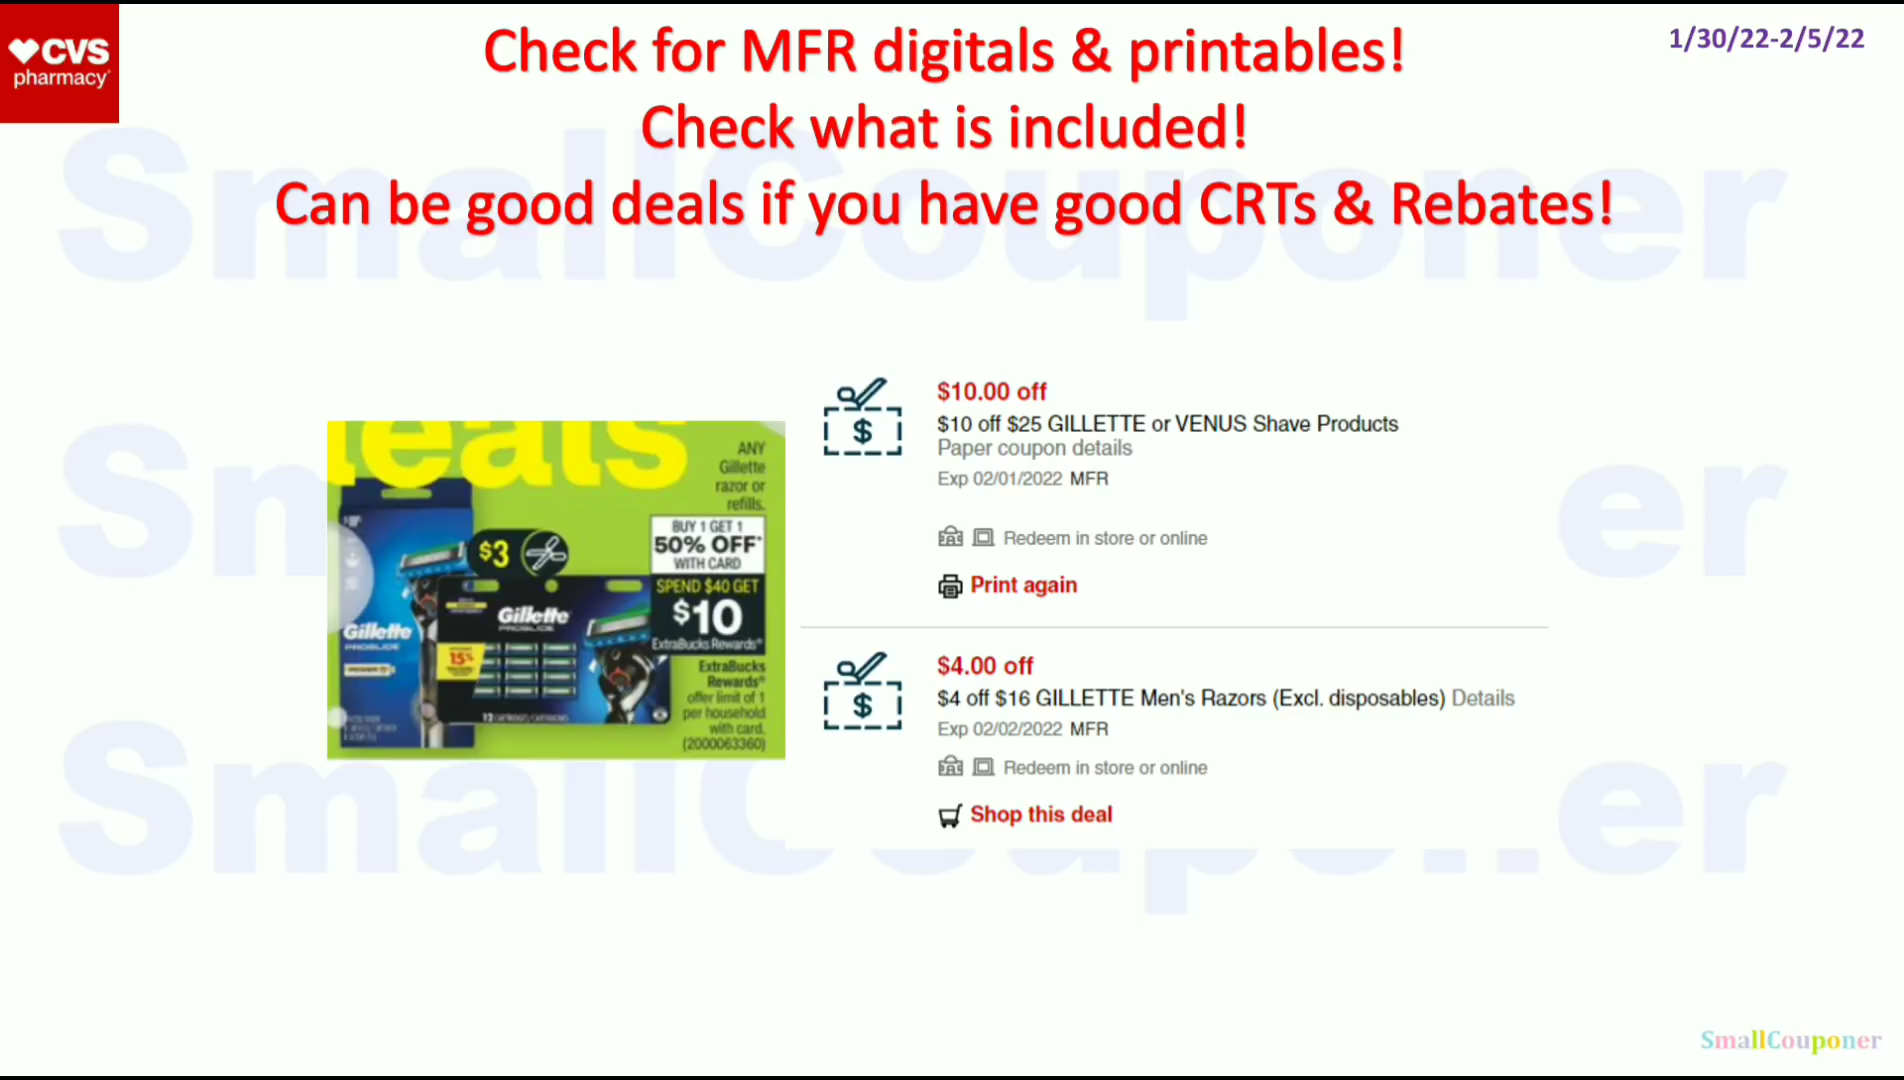 CVS
pharmacy
Check for MFR digitals & printables!
1/30/22-2/5/22
Check what is included!
Can be good deals if you have good CRTs & Rebates!
SmallCouponer
deals
ANY
Gillette
razor or
refills.
BUY 1 GET 1
50% OFF*
WITH CARD
SPEND $40 GET
$10
ExtraBucks Rewards®
ExtraBucks
Rewards®
offer limit of 1
per household
with card.
(2000063360)
$3
Gillette
PROGLIDE
Gillette
PROGLIDE
15%
$
$10.00 off
$10 off $25 GILLETTE or VENUS Shave Products
Paper coupon details
Exp 02/01/2022 MFR
Redeem in store or online
Print again
$
$4.00 off
$4 off $16 GILLETTE Men's Razors (Excl. disposables) Details
Exp 02/02/2022 MFR
Redeem in store or online
Shop this deal
SmallCouponer
SmallCouponer